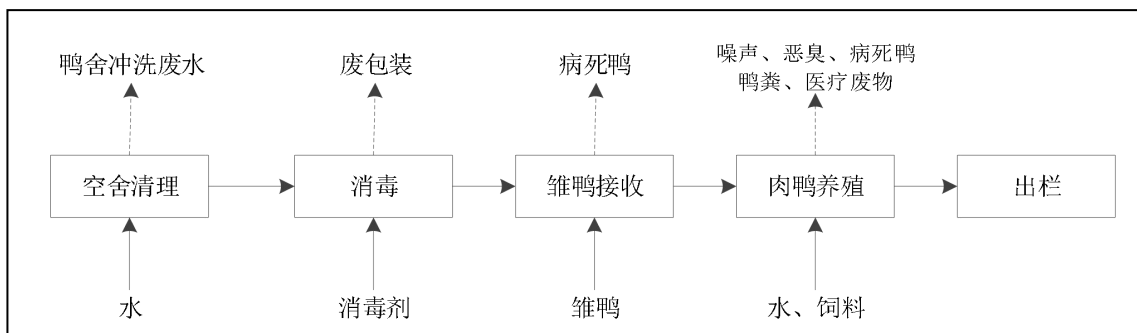 鸭舍冲洗废水
废包装
病死鸭
噪声、恶臭、病死鸭
鸭粪、医疗废物
空舍清理
消毒
雏鸭接收
肉鸭养殖
出栏
水
消毒剂
雏鸭
水、饲料